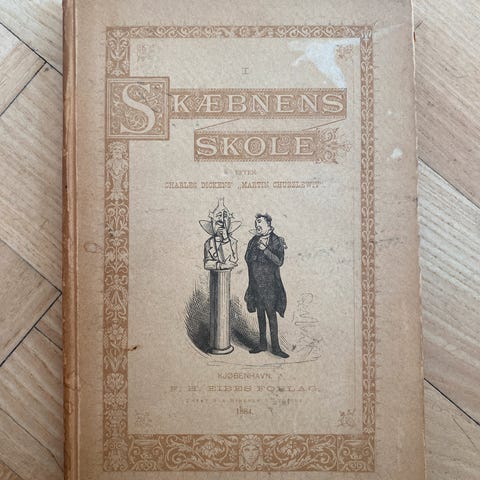 I
SKÆBNENS
SKOLE
EFTER
CHARLES DICKENS' „MARTIN CHUZZLEWIT".
KJØBENHAVN.
F. H. EIBES FORLAG.
1884.